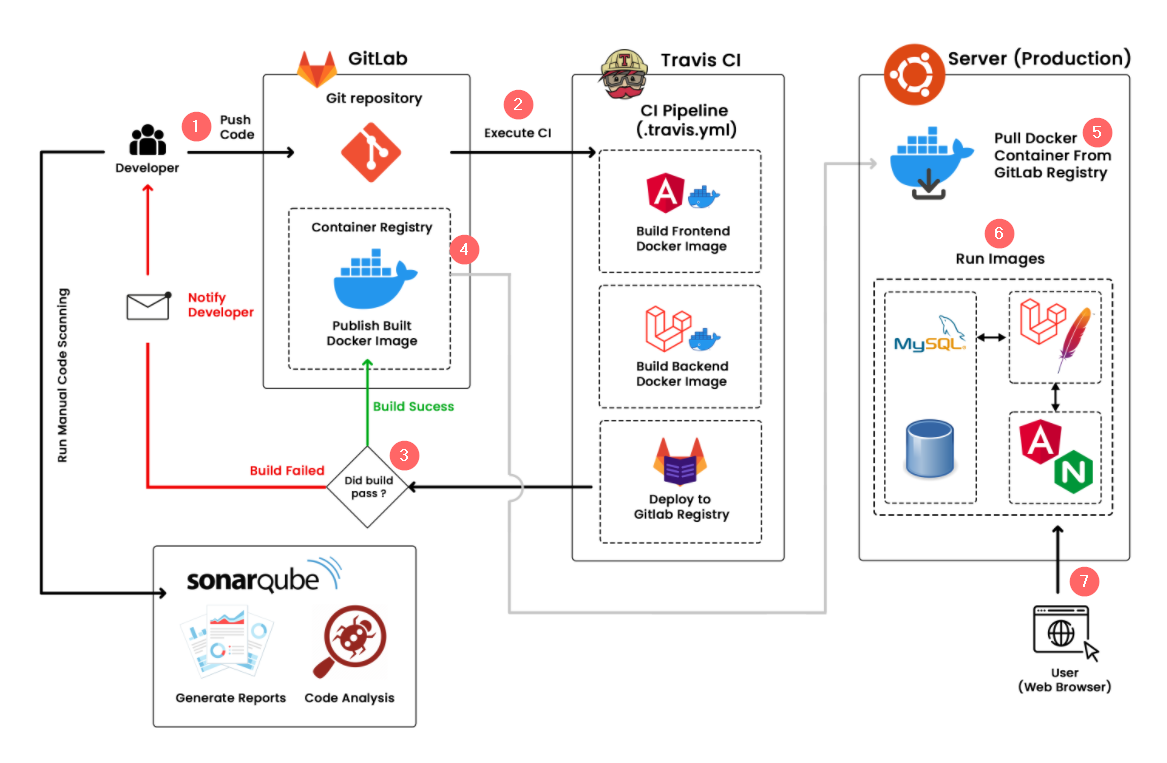 GitLab
Git repository
Travis CI
CI Pipeline
(.travis.yml)
Server (Production)
1
Push
Code
Developer
2
Execute CI
Container Registry
4
Publish Built
Docker Image
Build Frontend
Docker Image
Build Backend
Docker Image
Deploy to
Gitlab Registry
5
Pull Docker
Container From
GitLab Registry
6
Run Images
MySQL®
A
N
Notify
Developer
Build Sucess
3
Build Failed
Did build
pass ?
Run Manual Code Scanning
sonarqube
Generate Reports
Code Analysis
7
User
(Web Browser)
T
A